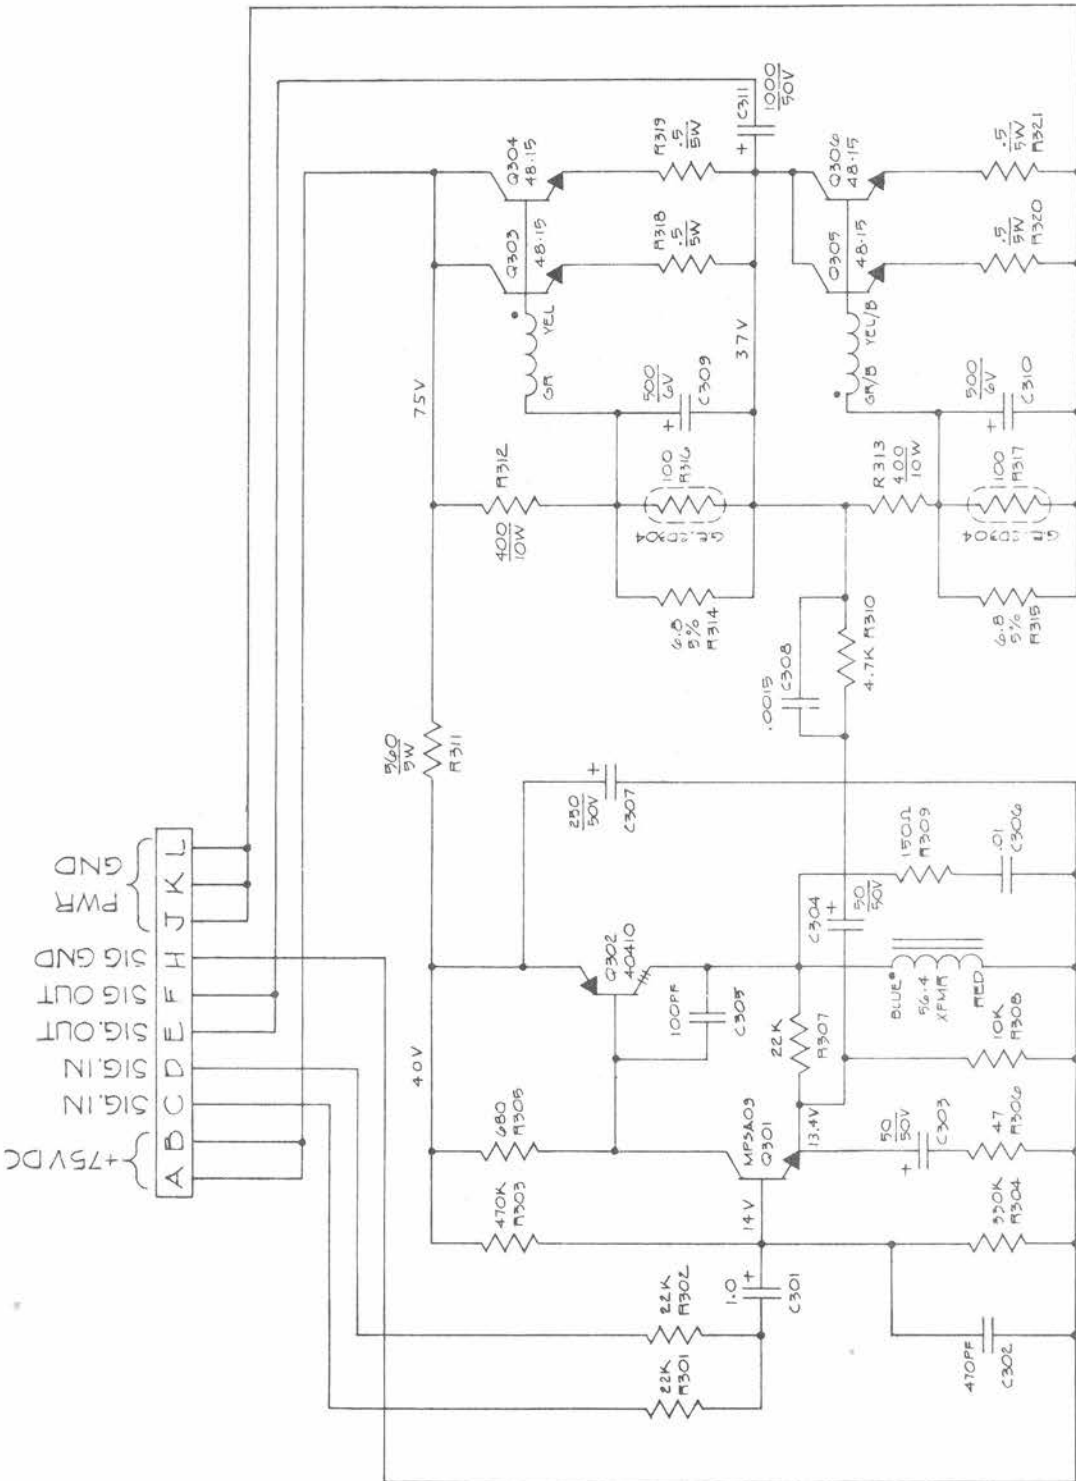 +75VDC
SIG.IN
SIG.IN
SIG.OUT
SIG OUT
SIG GND
PWR
GND
A B C D E F H J K L
22K
R301
22K
R302
1.0
+
C301
470PF
C302
470K
R303
14V
330K
R304
40V
680
R305
MPSA09
Q301
13.4V
+
50
50V
C303
47
R306
100PF
C305
Q302
40410
22K
R307
10K
R308
BLUE
56.4
XFMR
RED
C304
+
50
50V
150Ω
R309
.01
C306
250
50V
+
C307
560
5W
R311
.0015
C308
4.7K R310
75V
R312
400
10W
6.8
5%
R314
100
R316
500
6V
+
C309
37V
R313
400
10W
6.8
5%
R315
100
R317
500
6V
+
C310
GR
YEL
GR/B
YEL/B
Q303
48-15
Q304
48-15
R318
.5
5W
R319
.5
5W
+
C311
1000
50V
Q305
48-15
Q306
48-15
.5
5W
R320
.5
5W
R321